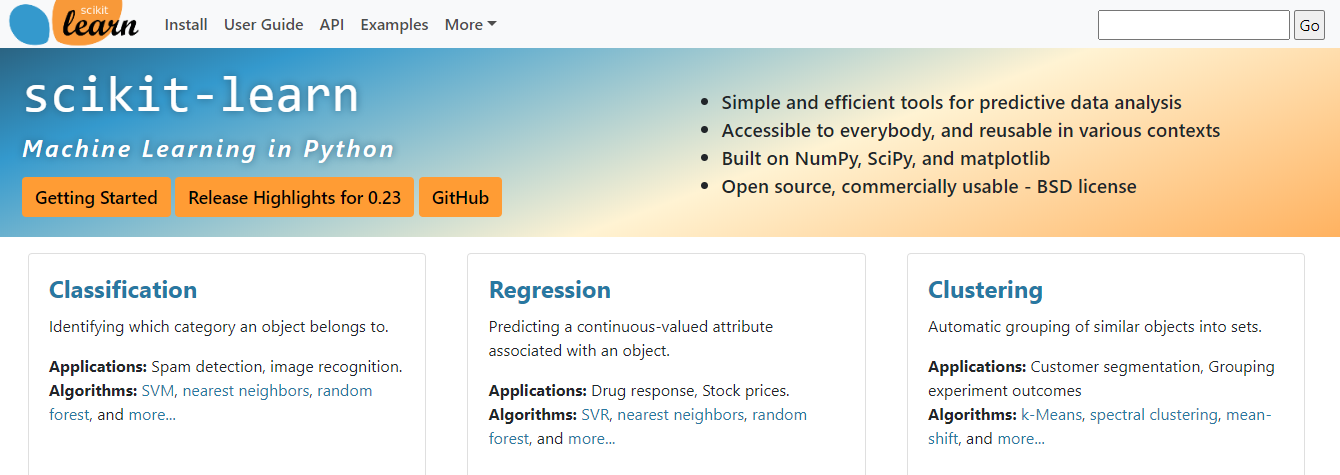 scikit
learn
Install User Guide API Examples More
Go
scikit-learn
Machine Learning in Python
Getting Started Release Highlights for 0.23 GitHub
Simple and efficient tools for predictive data analysis
Accessible to everybody, and reusable in various contexts
Built on NumPy, SciPy, and matplotlib
Open source, commercially usable - BSD license
Classification
Identifying which category an object belongs to.
Applications: Spam detection, image recognition.
Algorithms: SVM, nearest neighbors, random
forest, and more...
Regression
Predicting a continuous-valued attribute
associated with an object.
Applications: Drug response, Stock prices.
Algorithms: SVR, nearest neighbors, random
forest, and more...
Clustering
Automatic grouping of similar objects into sets.
Applications: Customer segmentation, Grouping
experiment outcomes
Algorithms: k-Means, spectral clustering, mean-
shift, and more...